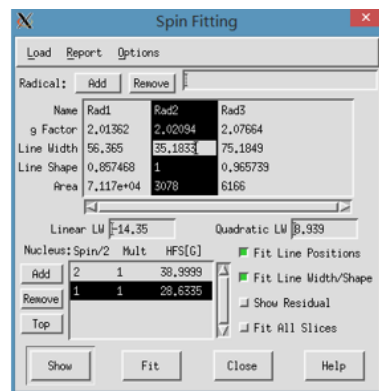 Spin Fitting
Load Report Options
Radical: Add Remove
Name Rad1 Rad2 Rad3
g Factor 2.01362 2.02094 2.07664
Line Width 56.365 35.1833 75.1849
Line Shape 0.857468 1 0.965739
Area 7.117e+04 3078 6166
Linear LW -14.35 Quadratic LW 8.939
Nucleus: Spin/2 Mult HFS[G]
Add 2 1 38.9999
Remove 1 1 28.6335
Top
Fit Line Positions
Fit Line Width/Shape
Show Residual
Fit All Slices
Show Fit Close Help